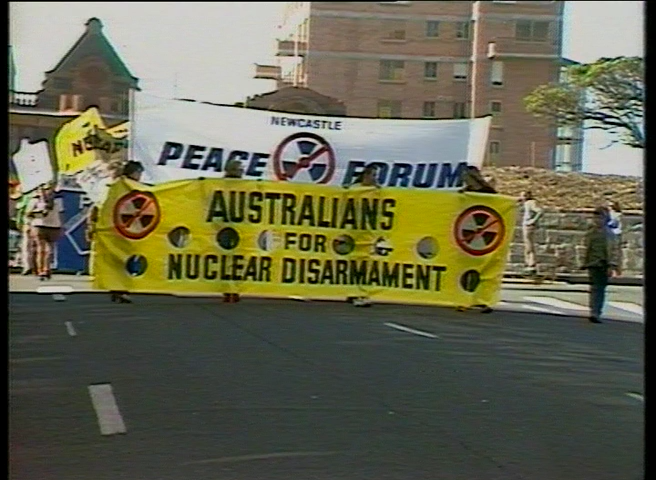 NEWCASTLE
PEACE FORUM
AUSTRALIANS
FOR
NUCLEAR DISARMAMENT